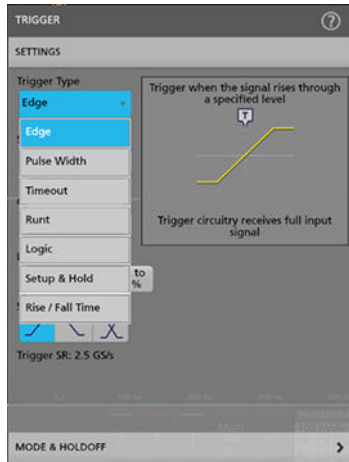 TRIGGER
?
SETTINGS
Trigger Type
Edge
Edge
Pulse Width
Timeout
Runt
Logic
Setup & Hold
Rise / Fall Time
to
%
Trigger when the signal rises through
a specified level
T
Trigger circuitry receives full input
signal
Trigger SR: 2.5 GS/s
Horizontal
Math
MODE & HOLDOFF